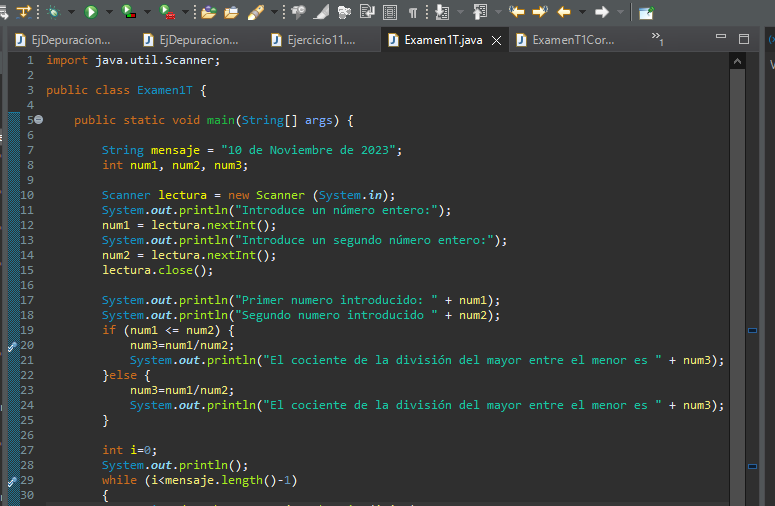 EjDepuracion...
EjDepuracion...
Ejercicio11....
Examen1T.java
ExamenT1Cor...
»1
1 import java.util.Scanner;
2
3 public class Examen1T {
4
5 public static void main(String[] args) {
6
7 String mensaje = "10 de Noviembre de 2023";
8 int num1, num2, num3;
9
10 Scanner lectura = new Scanner (System.in);
11 System.out.println("Introduce un número entero:");
12 num1 = lectura.nextInt();
13 System.out.println("Introduce un segundo número entero:");
14 num2 = lectura.nextInt();
15 lectura.close();
16
17 System.out.println("Primer numero introducido: " + num1);
18 System.out.println("Segundo numero introducido " + num2);
19 if (num1 <= num2) {
20 num3=num1/num2;
21 System.out.println("El cociente de la división del mayor entre el menor es " + num3);
22 }else {
23 num3=num1/num2;
24 System.out.println("El cociente de la división del mayor entre el menor es " + num3);
25 }
26
27 int i=0;
28 System.out.println();
29 while (i<mensaje.length()-1)
30 {